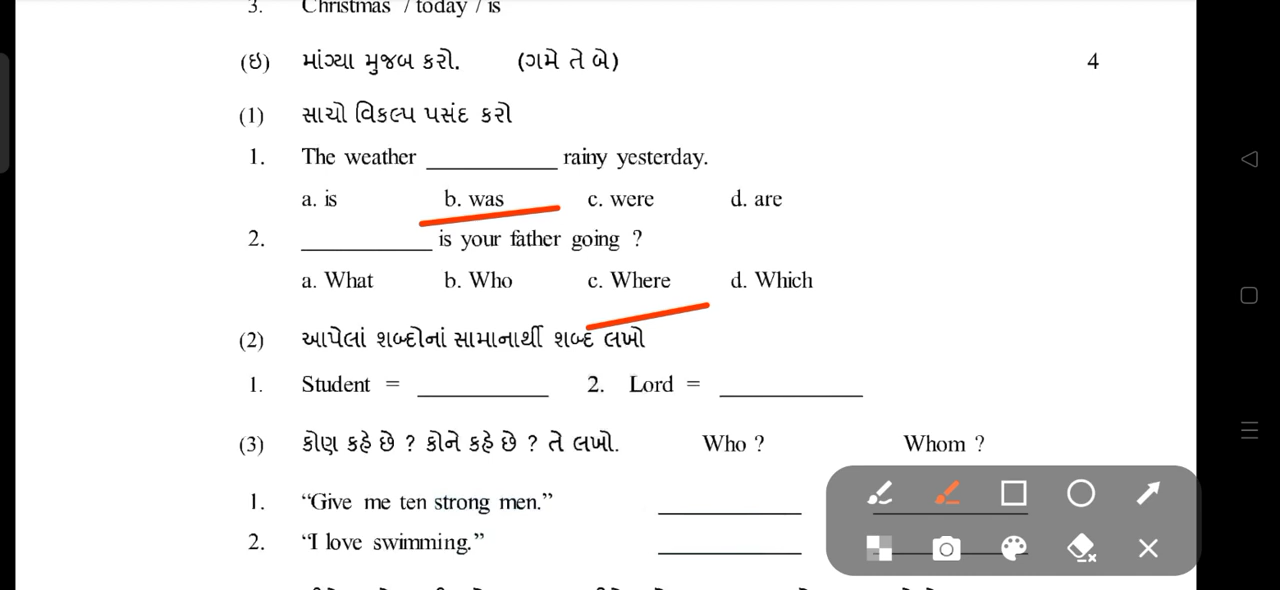 3. Christmas / today / is
(ઇ) માંગ્યા મુજબ કરો. (ગમે તે બે) 4
(1) સાચો વિકલ્પ પસંદ કરો
1. The weather __________ rainy yesterday.
a. is b. was c. were d. are
2. __________ is your father going ?
a. What b. Who c. Where d. Which
(2) આપેલાં શબ્દોનાં સામાનાર્થી શબ્દ લખો
1. Student = __________ 2. Lord = __________
(3) કોણ કહે છે ? કોને કહે છે ? તે લખો. Who ? Whom ?
1. “Give me ten strong men.” __________
2. “I love swimming.” __________